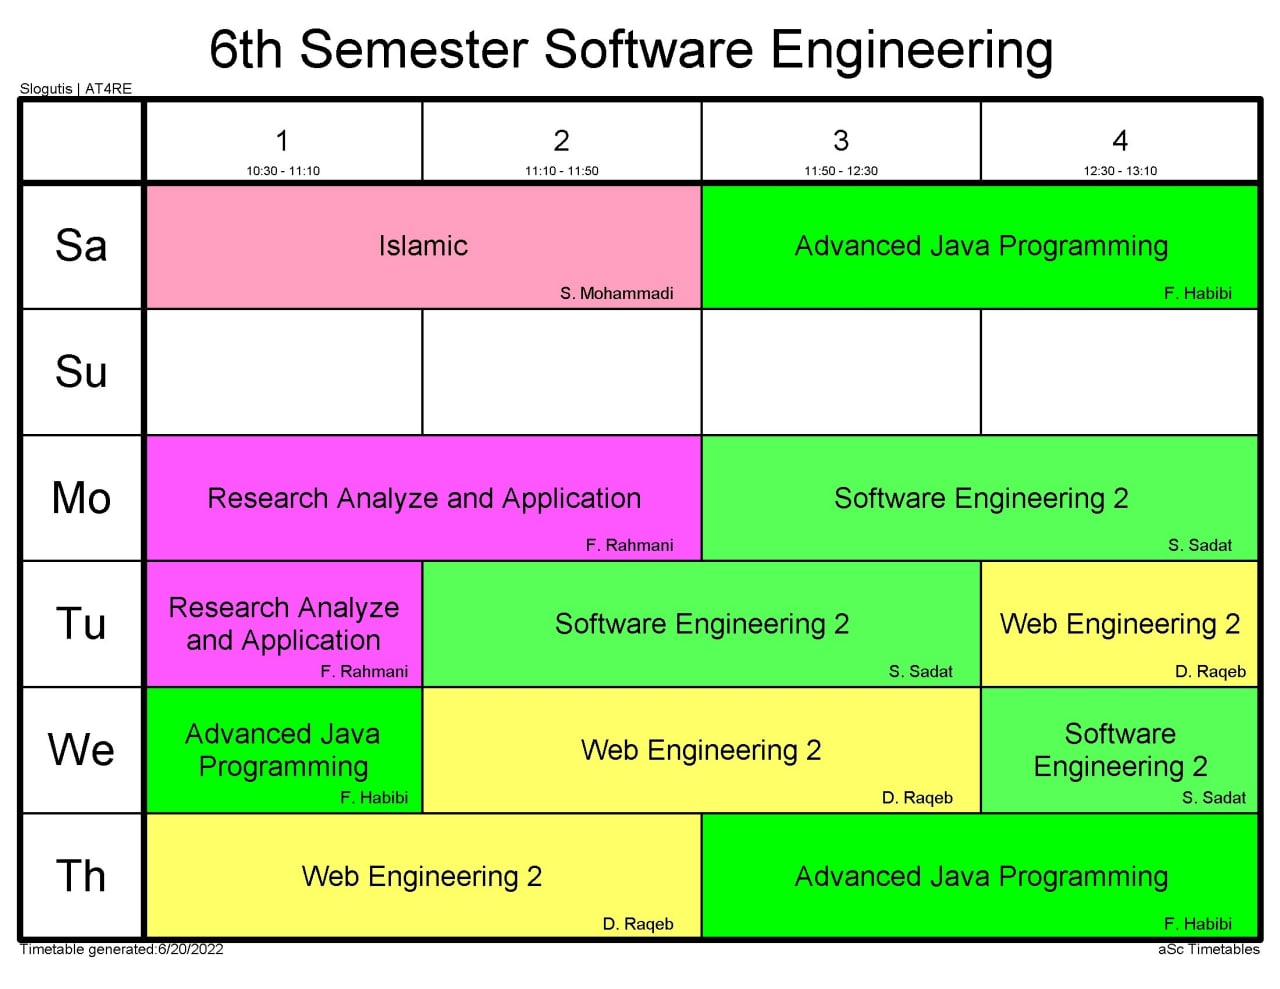 6th Semester Software Engineering
Slogutis | AT4RE
1 2 3 4
10:30 - 11:10 11:10 - 11:50 11:50 - 12:30 12:30 - 13:10
Sa Islamic Advanced Java Programming
S. Mohammadi F. Habibi
Su
Mo Research Analyze and Application Software Engineering 2
F. Rahmani S. Sadat
Tu Research Analyze
and Application Software Engineering 2 Web Engineering 2
F. Rahmani S. Sadat D. Raqeb
We Advanced Java
Programming Web Engineering 2 Software
Engineering 2
F. Habibi D. Raqeb S. Sadat
Th Web Engineering 2 Advanced Java Programming
D. Raqeb F. Habibi
Timetable generated:6/20/2022 aSc Timetables